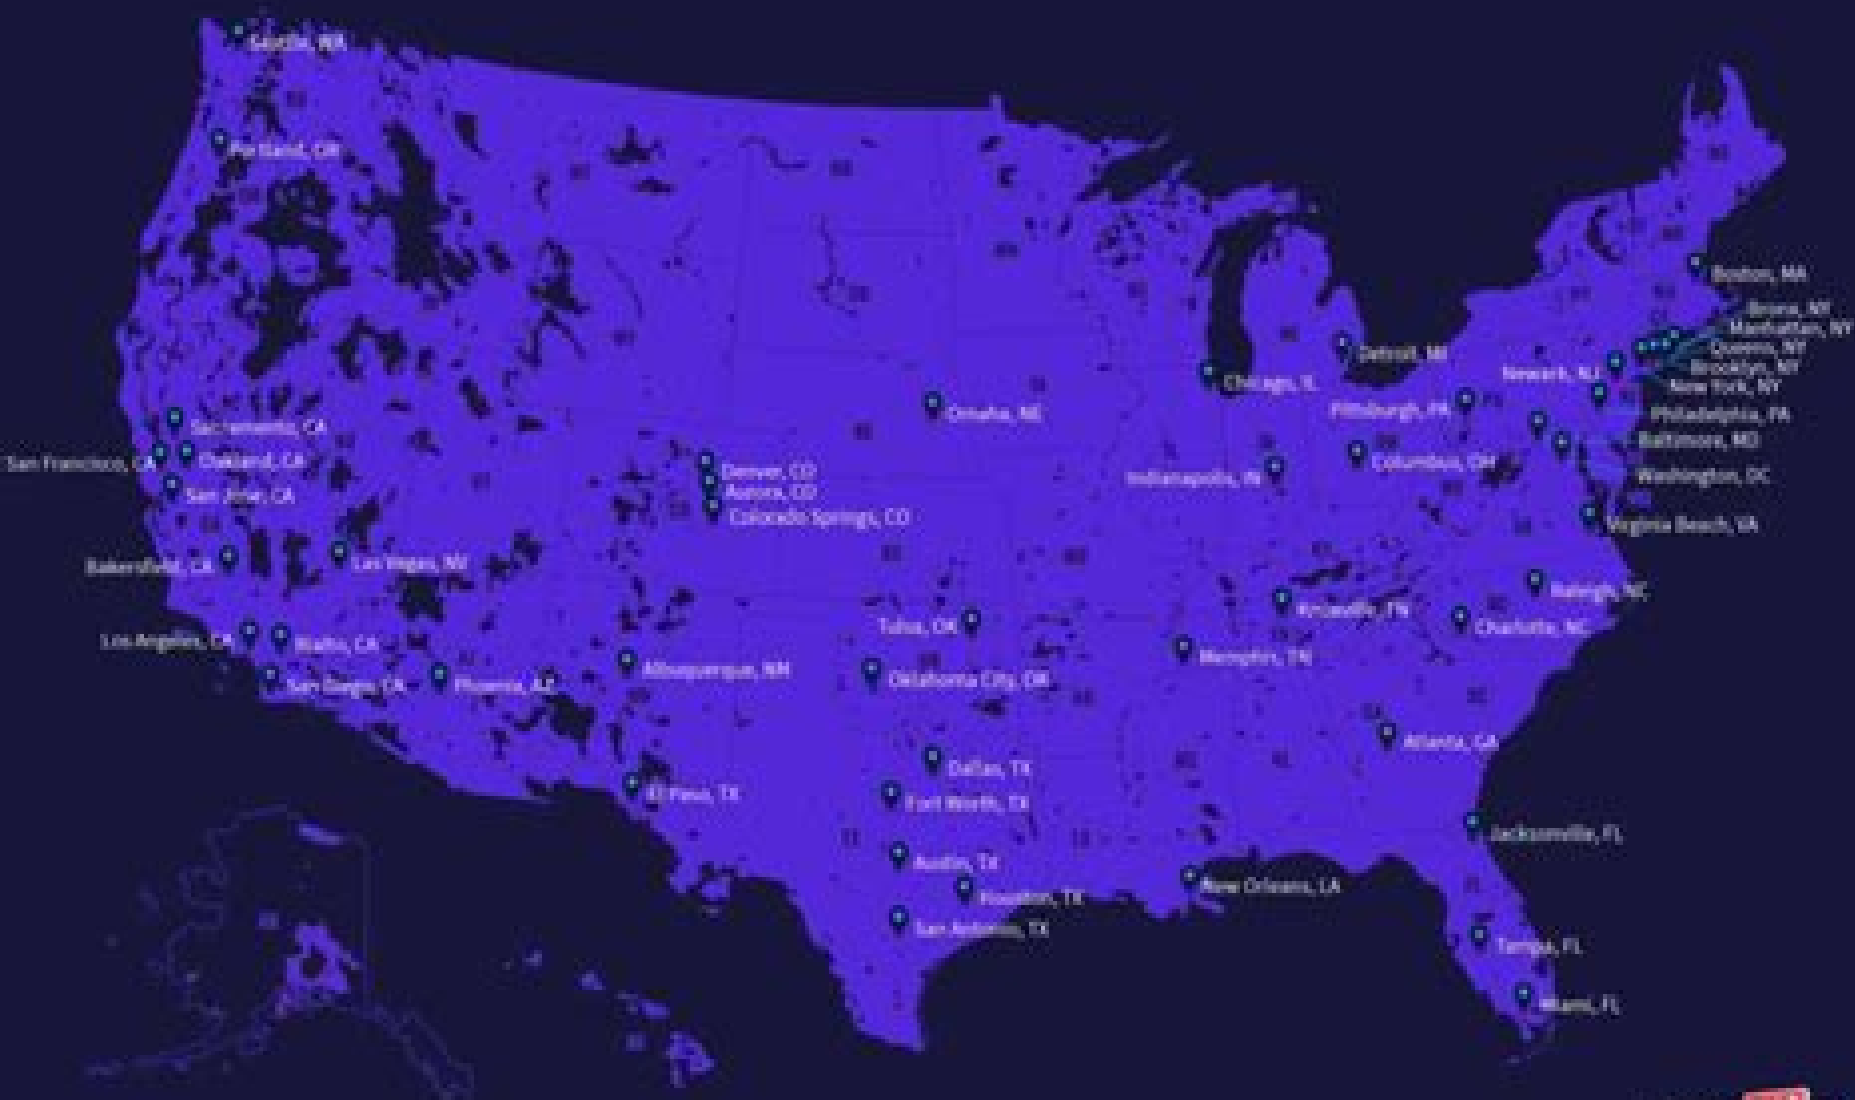 Seattle, WA
Portland, OR
Boston, MA
Bronx, NY
Manhattan, NY
Queens, NY
Brooklyn, NY
New York, NY
Newark, NJ
Detroit, MI
Chicago, IL
Pittsburgh, PA
Philadelphia, PA
Omaha, NE
Sacramento, CA
Baltimore, MD
San Francisco, CA
Oakland, CA
Denver, CO
Columbus, OH
Indianapolis, IN
Washington, DC
Aurora, CO
San Jose, CA
Colorado Springs, CO
Virginia Beach, VA
Bakersfield, CA
Las Vegas, NV
Raleigh, NC
Knoxville, TN
Tulsa, OK
Charlotte, NC
Los Angeles, CA
Rialto, CA
Memphis, TN
Albuquerque, NM
Oklahoma City, OK
San Diego, CA
Phoenix, AZ
Atlanta, GA
Dallas, TX
El Paso, TX
Fort Worth, TX
Jacksonville, FL
Austin, TX
New Orleans, LA
Houston, TX
San Antonio, TX
Tampa, FL
Miami, FL